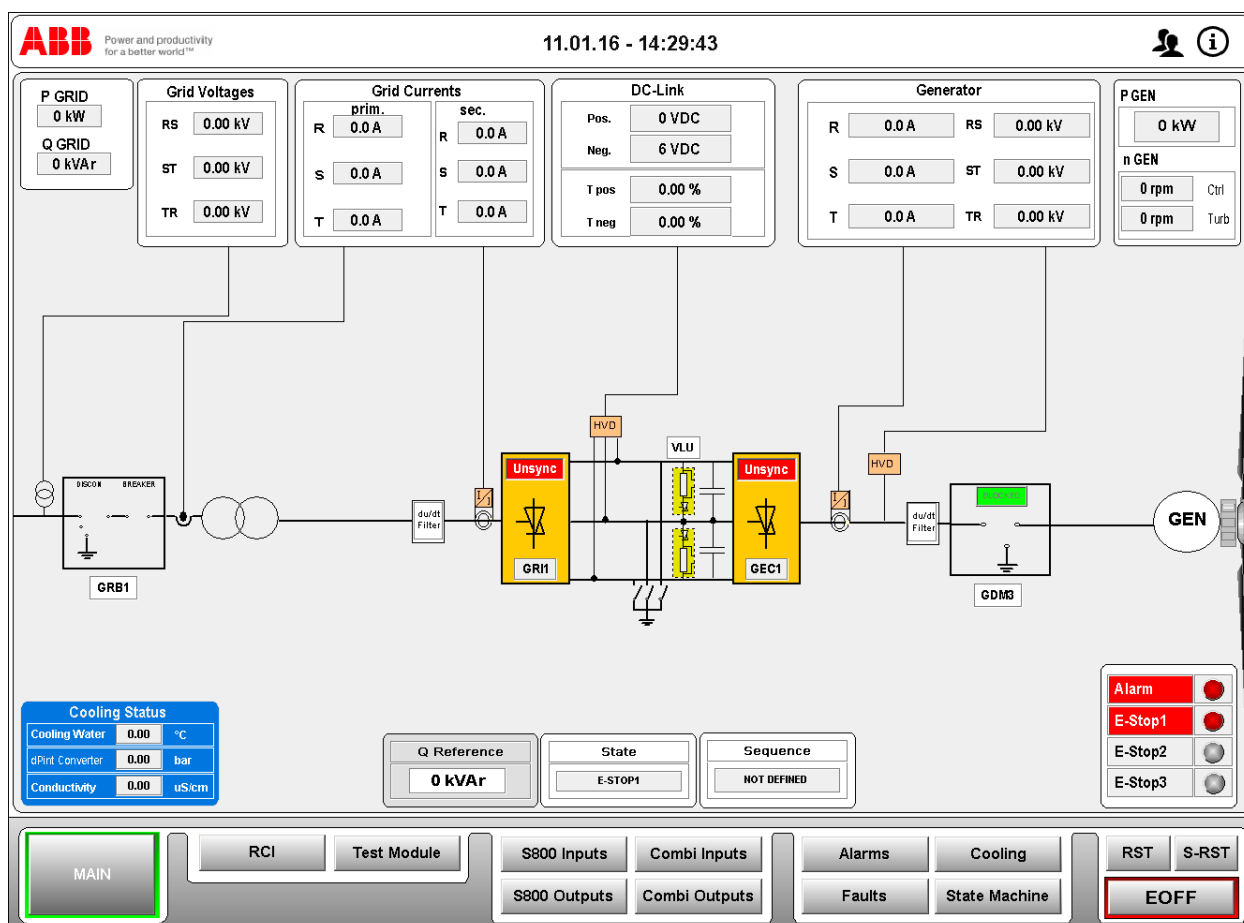 ABB
Power and productivity
for a better world™
11.01.16 - 14:29:43
P GRID
0 kW
Q GRID
0 kVAr
Grid Voltages
RS 0.00 kV
ST 0.00 kV
TR 0.00 kV
Grid Currents
prim.
R 0.0 A
S 0.0 A
T 0.0 A
sec.
R 0.0 A
S 0.0 A
T 0.0 A
DC-Link
Pos. 0 VDC
Neg. 6 VDC
T pos 0.00 %
T neg 0.00 %
Generator
R 0.0 A RS 0.00 kV
S 0.0 A ST 0.00 kV
T 0.0 A TR 0.00 kV
P GEN
0 kW
n GEN
0 rpm Ctrl
0 rpm Turb
HVD
VLU
Unsync
Unsync
HVD
DISCON BREAKER
I/I
I/I
BLOCKED
du/dt
Filter
du/dt
Filter
GEN
GRI1
GEC1
GRB1
GDM3
Cooling Status
Cooling Water 0.00 °C
dPint Converter 0.00 bar
Conductivity 0.00 uS/cm
Q Reference
0 kVAr
State
E-STOP1
Sequence
NOT DEFINED
Alarm
E-Stop1
E-Stop2
E-Stop3
MAIN
RCI Test Module
S800 Inputs Combi Inputs
S800 Outputs Combi Outputs
Alarms Cooling
Faults State Machine
RST S-RST
EOFF